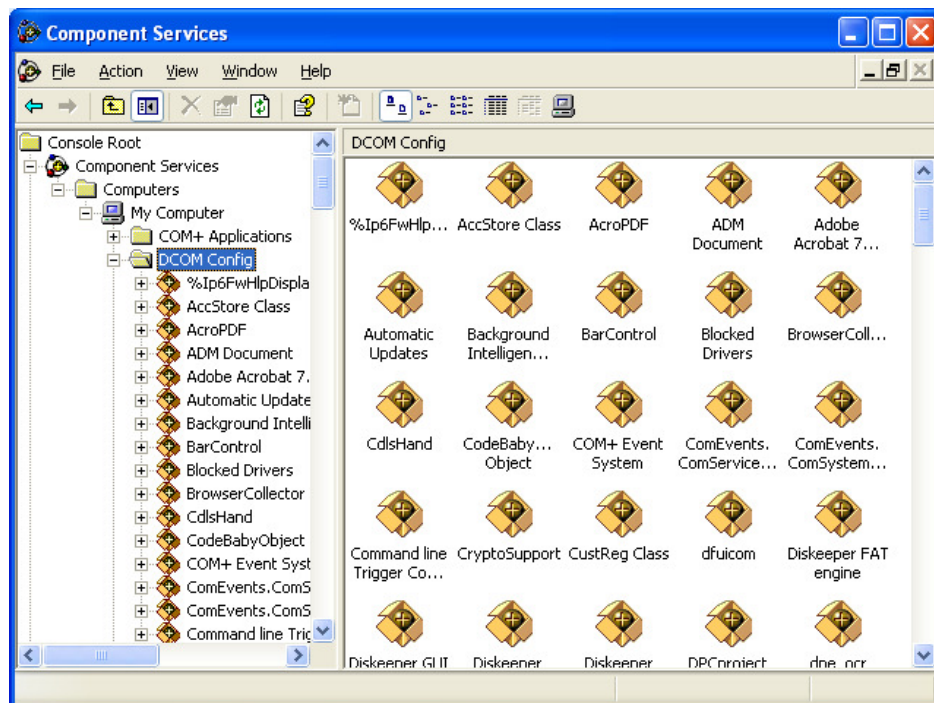 Component Services
File Action View Window Help
Console Root
Component Services
Computers
My Computer
COM+ Applications
DCOM Config
%Ip6FwHlpDispla
AccStore Class
AcroPDF
ADM Document
Adobe Acrobat 7.
Automatic Update
Background Intelli
BarControl
Blocked Drivers
BrowserCollector
CdlsHand
CodeBabyObject
COM+ Event Syst
ComEvents.ComS
ComEvents.ComS
Command line Trig
DCOM Config
%Ip6FwHlp... AccStore Class AcroPDF ADM Adobe
Document Acrobat 7...
Automatic Background BarControl Blocked BrowserColl...
Updates Intelligen... Drivers
CdlsHand CodeBaby... COM+ Event ComEvents. ComEvents.
Object System ComService... ComSystem...
Command line CryptoSupport CustReg Class dfuicom Diskeeper FAT
Trigger Co... engine
Diskeeper GUI Diskeeper Diskeeper DPCproject dne_ocr